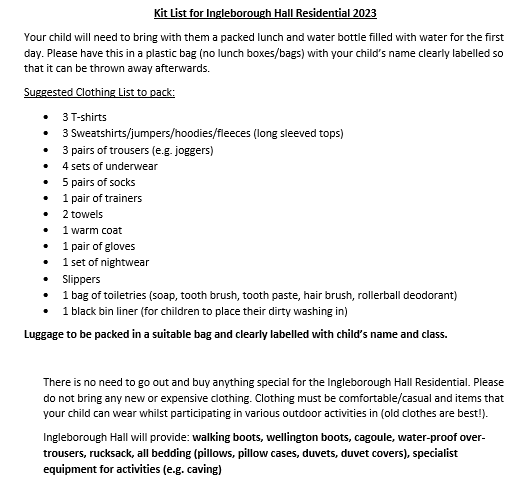 Kit List for Ingleborough Hall Residential 2023
Your child will need to bring with them a packed lunch and water bottle filled with water for the first
day. Please have this in a plastic bag (no lunch boxes/bags) with your child's name clearly labelled so
that it can be thrown away afterwards.
Suggested Clothing List to pack:
• 3 T-shirts
• 3 Sweatshirts/jumpers/hoodies/fleeces (long sleeved tops)
• 3 pairs of trousers (e.g. joggers)
• 4 sets of underwear
• 5 pairs of socks
• 1 pair of trainers
• 2 towels
• 1 warm coat
• 1 pair of gloves
• 1 set of nightwear
• Slippers
• 1 bag of toiletries (soap, tooth brush, tooth paste, hair brush, rollerball deodorant)
• 1 black bin liner (for children to place their dirty washing in)
Luggage to be packed in a suitable bag and clearly labelled with child's name and class.
There is no need to go out and buy anything special for the Ingleborough Hall Residential. Please
do not bring any new or expensive clothing. Clothing must be comfortable/casual and items that
your child can wear whilst participating in various outdoor activities in (old clothes are best!).
Ingleborough Hall will provide: walking boots, wellington boots, cagoule, water-proof over-
trousers, rucksack, all bedding (pillows, pillow cases, duvets, duvet covers), specialist
equipment for activities (e.g. caving)